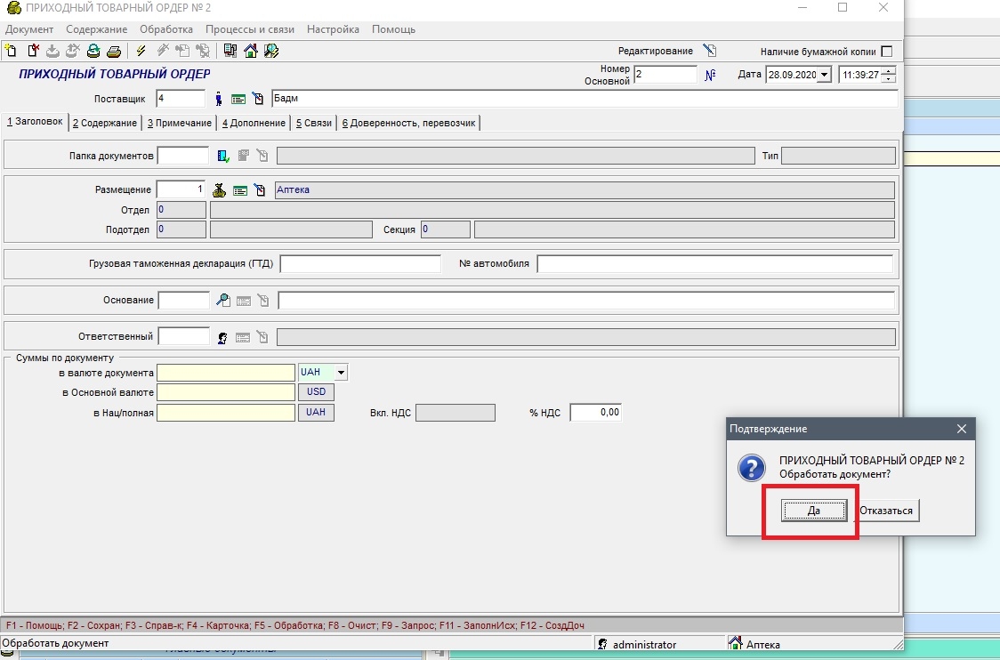 ПРИХОДНЫЙ ТОВАРНЫЙ ОРДЕР № 2
Документ Содержание Обработка Процессы и связи Настройка Помощь
Редактирование Наличие бумажной копии
ПРИХОДНЫЙ ТОВАРНЫЙ ОРДЕР
Номер Основной 2 № Дата 28.09.2020 11:39:27
Поставщик 4 Бадм
1 Заголовок 2 Содержание 3 Примечание 4 Дополнение 5 Связи 6 Доверенность, перевозчик
Папка документов Тип
Размещение 1 Аптека
Отдел 0
Подотдел 0 Секция 0
Грузовая таможенная декларация (ГТД) № автомобиля
Основание
Ответственный
Суммы по документу
в валюте документа UAH
в Основной валюте USD
в Нац/полная UAH Вкл. НДС % НДС 0,00
Подтверждение
ПРИХОДНЫЙ ТОВАРНЫЙ ОРДЕР № 2
Обработать документ?
Да Отказаться
F1 - Помощь; F2 - Сохран; F3 - Справ-к; F4 - Карточка; F5 - Обработка; F8 - Очист; F9 - Запрос; F11 - ЗаполнИсх; F12 - СоздДоч
Обработать документ administrator Аптека